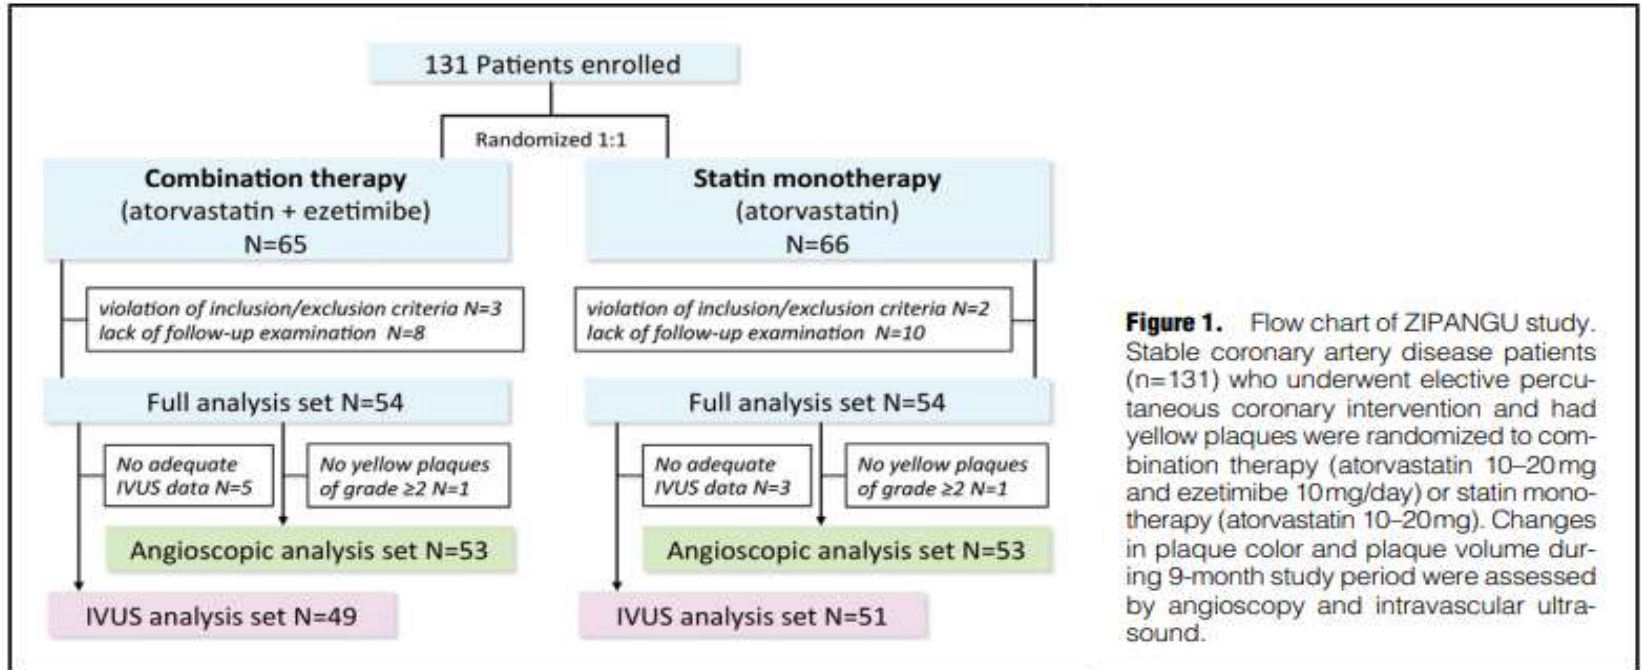 131 Patients enrolled
Randomized 1:1
Combination therapy
(atorvastatin + ezetimibe)
N=65
Statin monotherapy
(atorvastatin)
N=66
violation of inclusion/exclusion criteria N=3
lack of follow-up examination N=8
violation of inclusion/exclusion criteria N=2
lack of follow-up examination N=10
Full analysis set N=54
Full analysis set N=54
No adequate
IVUS data N=5
No yellow plaques
of grade ≥2 N=1
No adequate
IVUS data N=3
No yellow plaques
of grade ≥2 N=1
Angioscopic analysis set N=53
Angioscopic analysis set N=53
IVUS analysis set N=49
IVUS analysis set N=51
Figure 1. Flow chart of ZIPANGU study.
Stable coronary artery disease patients
(n=131) who underwent elective percu-
taneous coronary intervention and had
yellow plaques were randomized to com-
bination therapy (atorvastatin 10–20mg
and ezetimibe 10mg/day) or statin mono-
therapy (atorvastatin 10–20mg). Changes
in plaque color and plaque volume dur-
ing 9-month study period were assessed
by angioscopy and intravascular ultra-
sound.